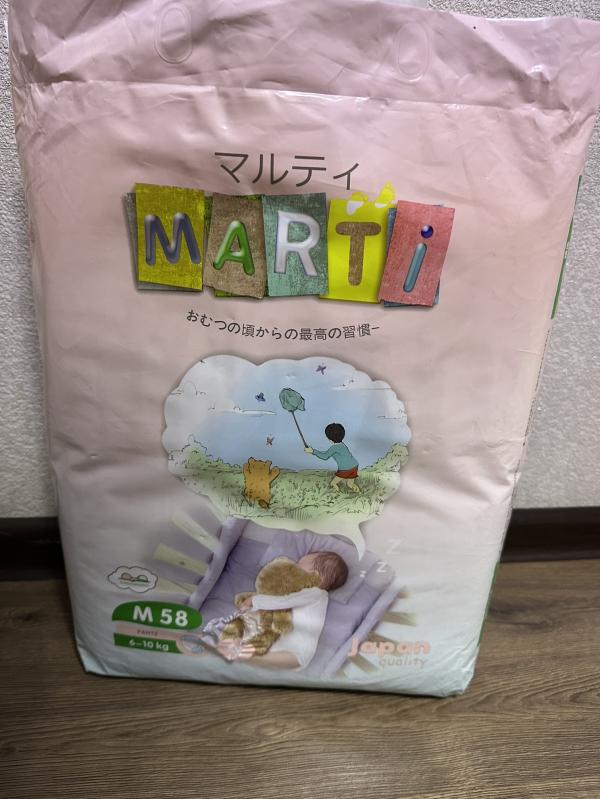 マルティ
MARTi
おむつの頃からの最高の習慣ー
z
z
Z
M 58
PANTS
6–10 kg
Japan
quality